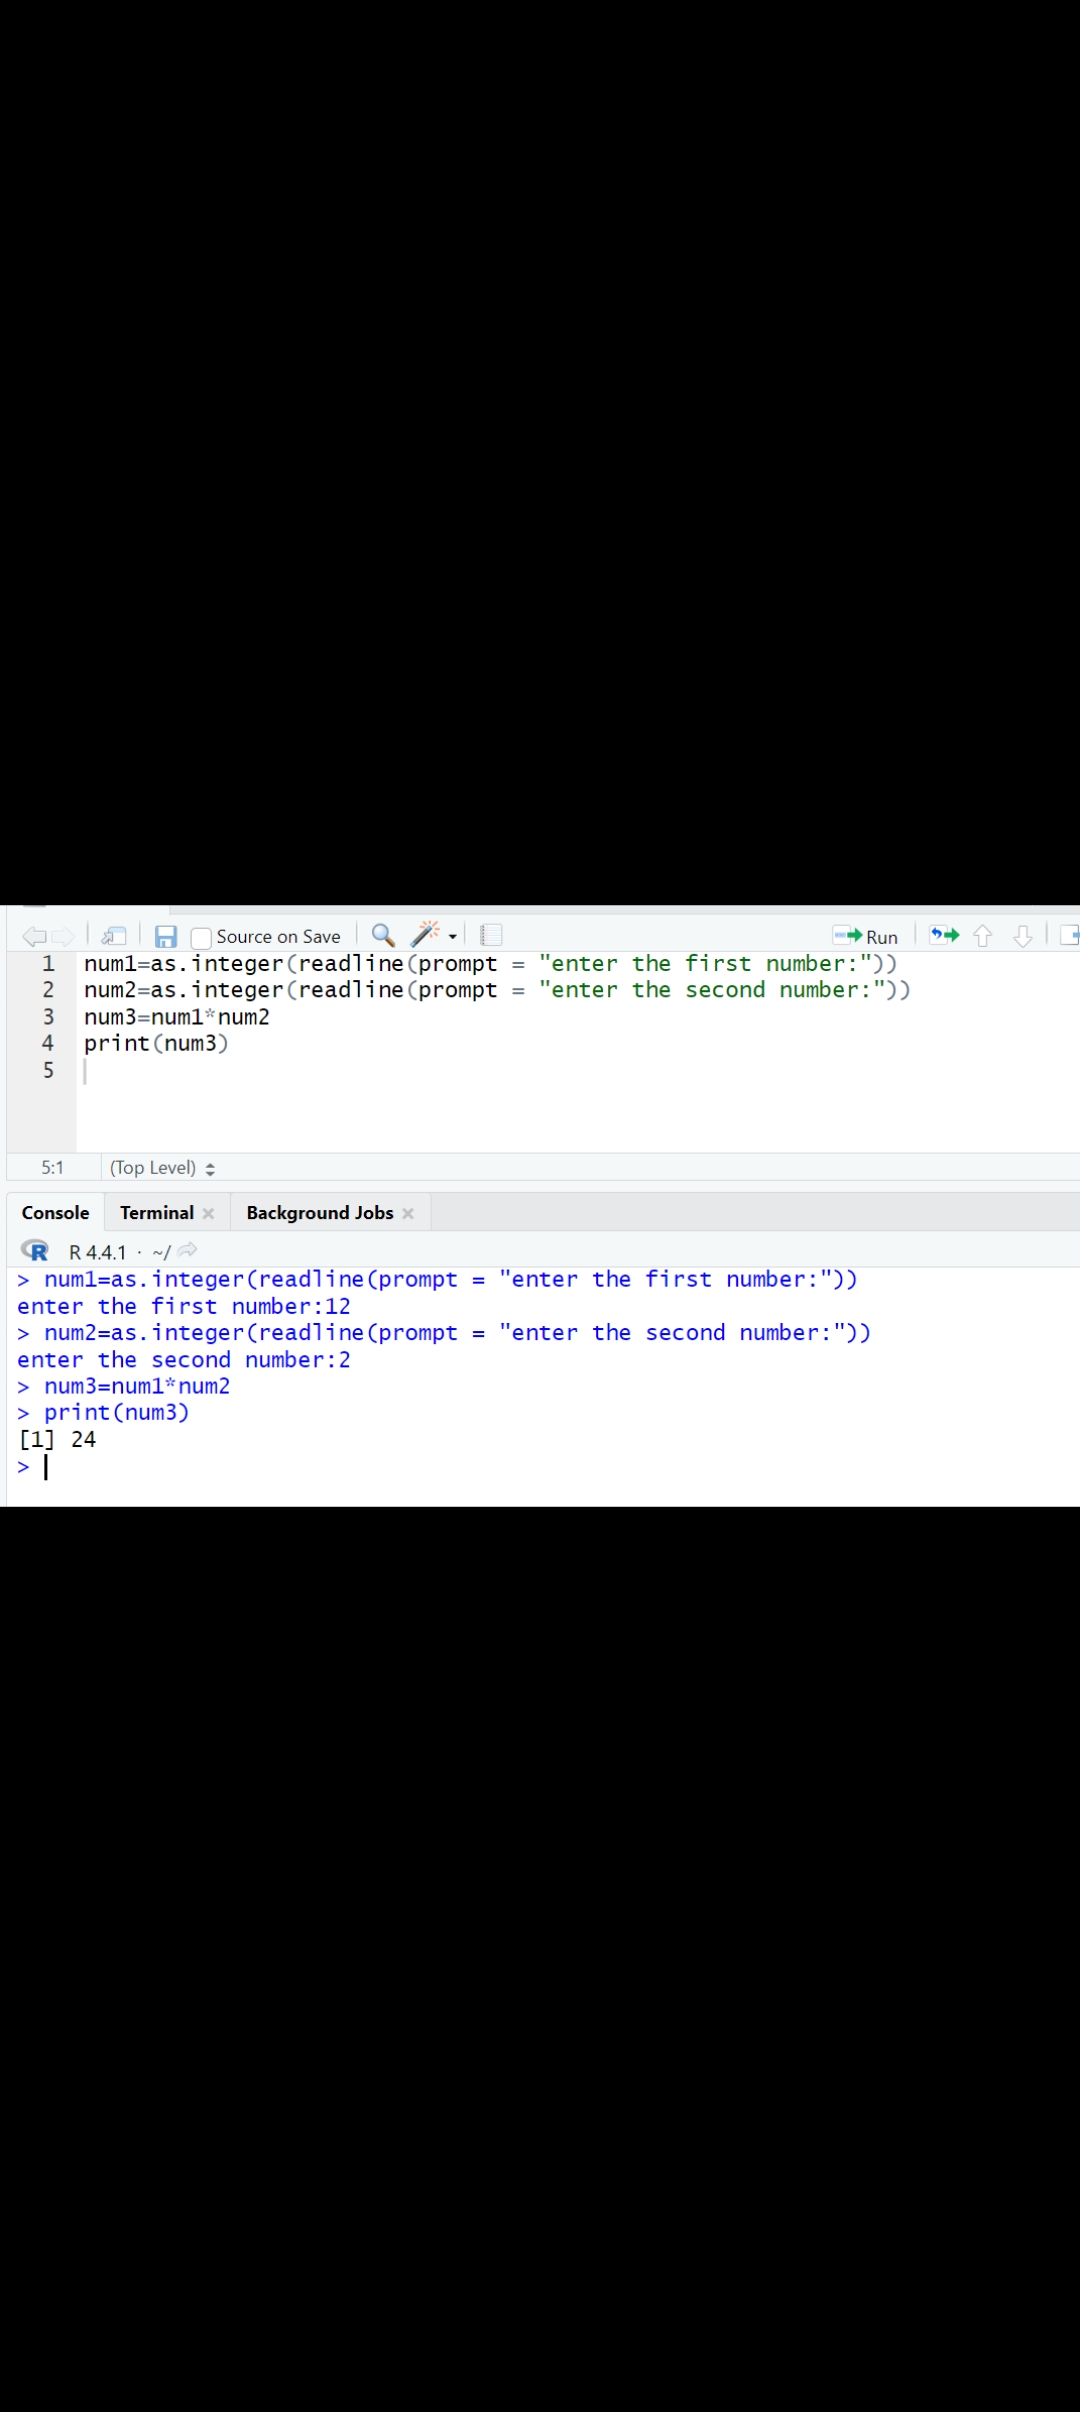 Source on Save
Run
1 num1=as.integer(readline(prompt = "enter the first number:"))
2 num2=as.integer(readline(prompt = "enter the second number:"))
3 num3=num1*num2
4 print(num3)
5
5:1 (Top Level)
Console Terminal Background Jobs
R R 4.4.1 · ~/
> num1=as.integer(readline(prompt = "enter the first number:"))
enter the first number:12
> num2=as.integer(readline(prompt = "enter the second number:"))
enter the second number:2
> num3=num1*num2
> print(num3)
[1] 24
>